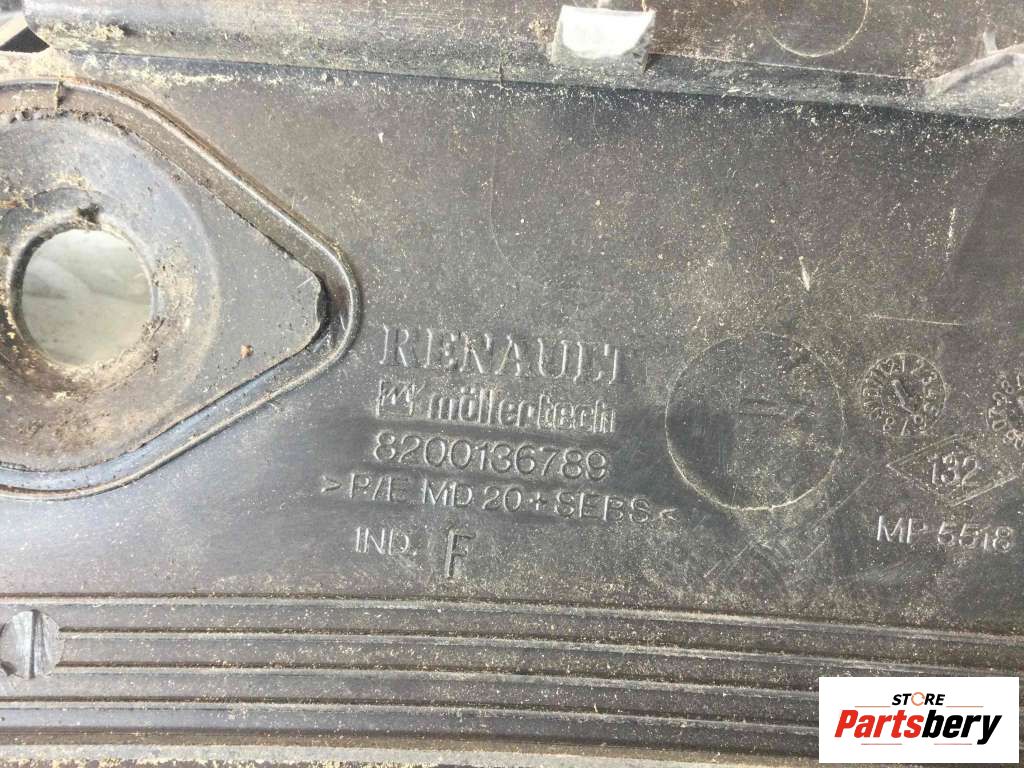 RENAULT
möllertech
8200136789
>P/E MD 20+SEBS<
IND. F
132
MP 5518
STORE
Partsbery